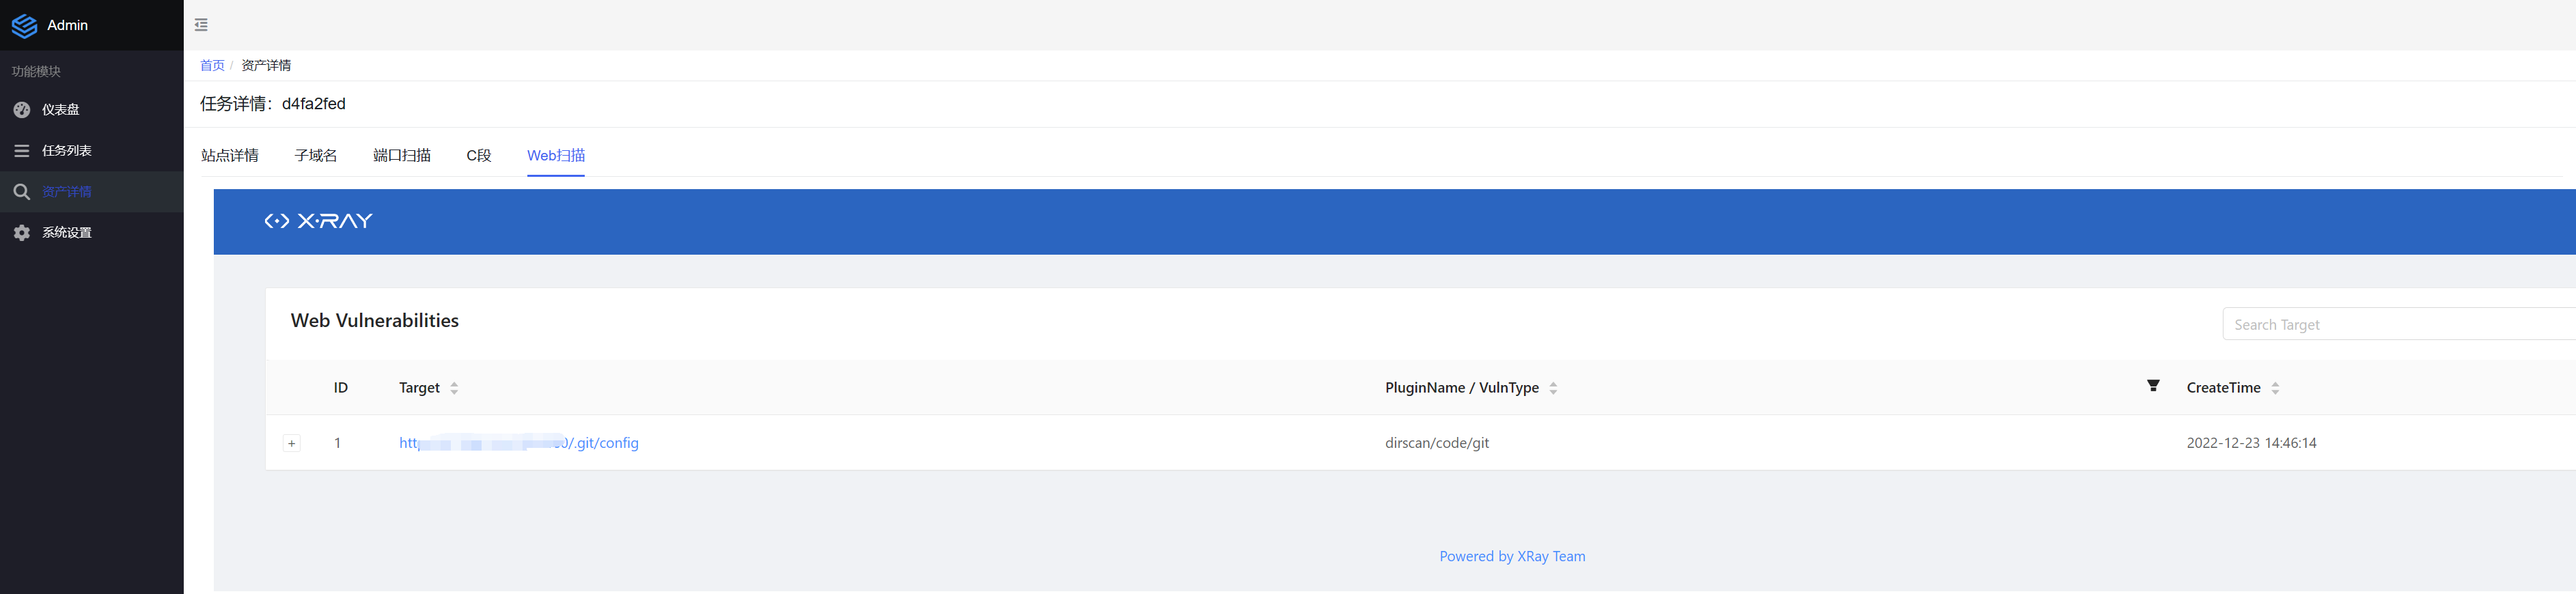 Admin
功能模块
仪表盘
任务列表
资产详情
系统设置
首页 / 资产详情
任务详情：d4fa2fed
站点详情 子域名 端口扫描 C段 Web扫描
X-RAY
Web Vulnerabilities
Search Target
ID Target PluginName / VulnType CreateTime
1 /.git/config dirscan/code/git 2022-12-23 14:46:14
Powered by XRay Team